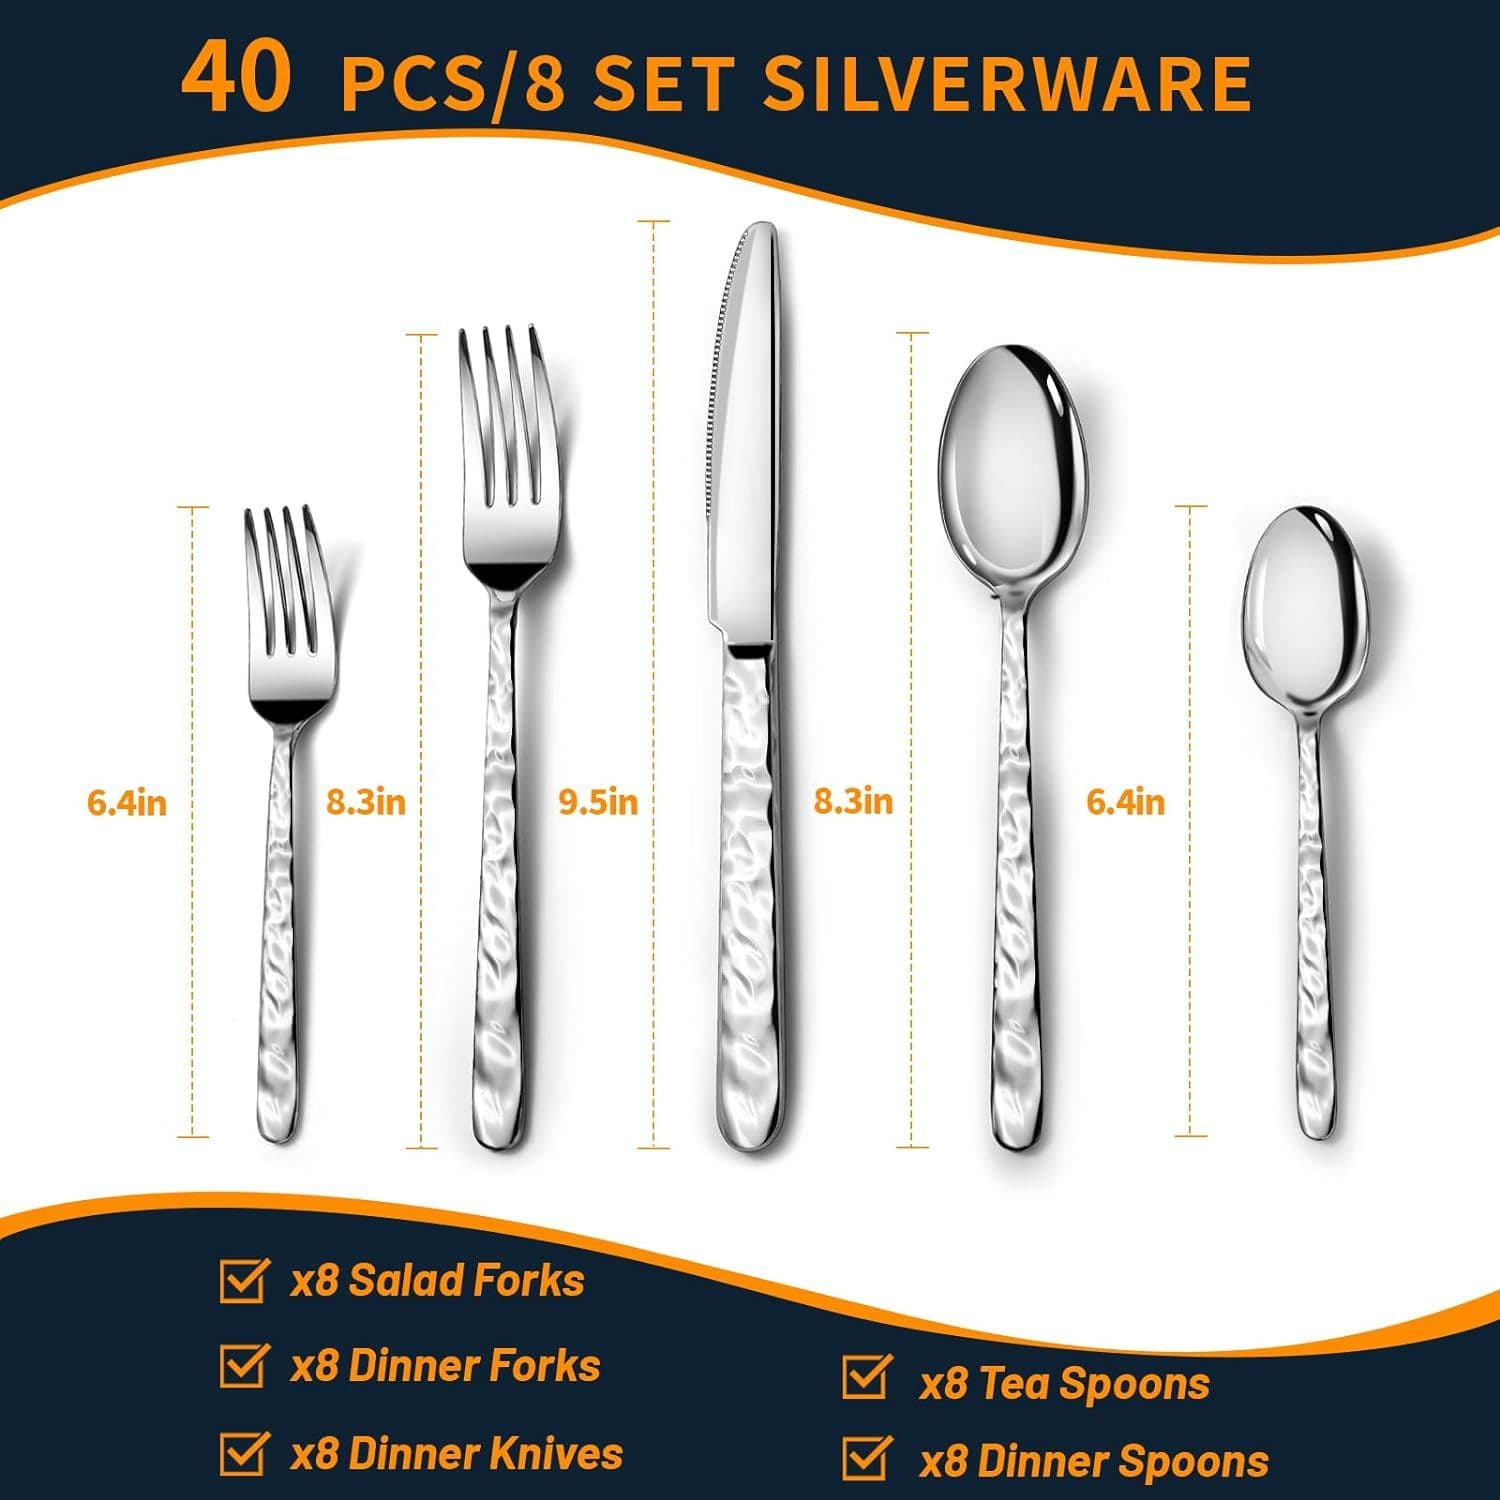 40 PCS/8 SET SILVERWARE
6.4in
8.3in
9.5in
8.3in
6.4in
x8 Salad Forks
x8 Dinner Forks
x8 Dinner Knives
x8 Tea Spoons
x8 Dinner Spoons